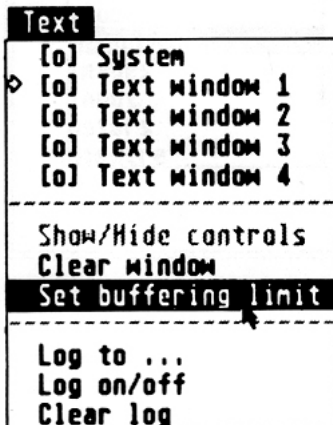 Text
[o] System
[o] Text window 1
[o] Text window 2
[o] Text window 3
[o] Text window 4
Show/Hide controls
Clear window
Set buffering limit
Log to ...
Log on/off
Clear log